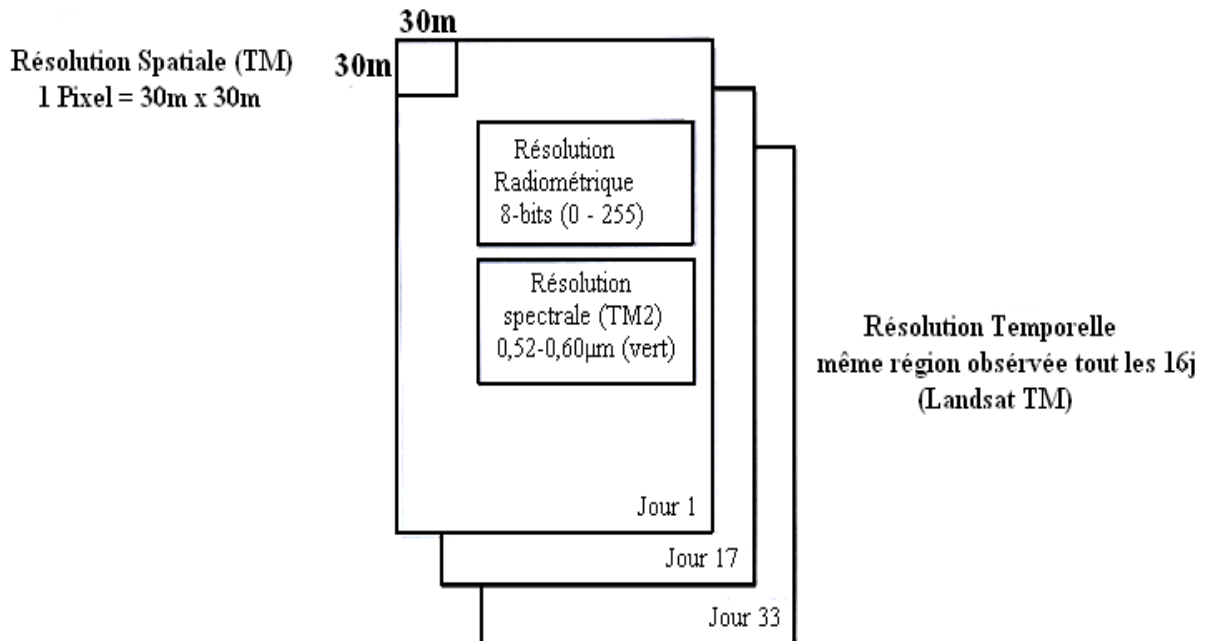 30m
Résolution Spatiale (TM)
1 Pixel = 30m x 30m
30m
Résolution
Radiométrique
8-bits (0 - 255)
Résolution
spectrale (TM2)
0,52-0,60µm (vert)
Résolution Temporelle
même région obsérvée tout les 16j
(Landsat TM)
Jour 1
Jour 17
Jour 33